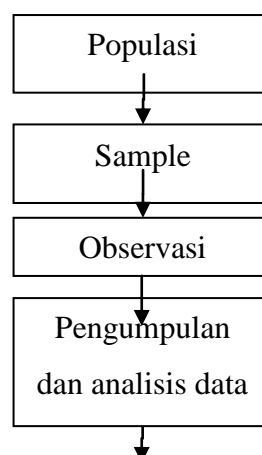 Populasi
Sample
Observasi
Pengumpulan
dan analisis data